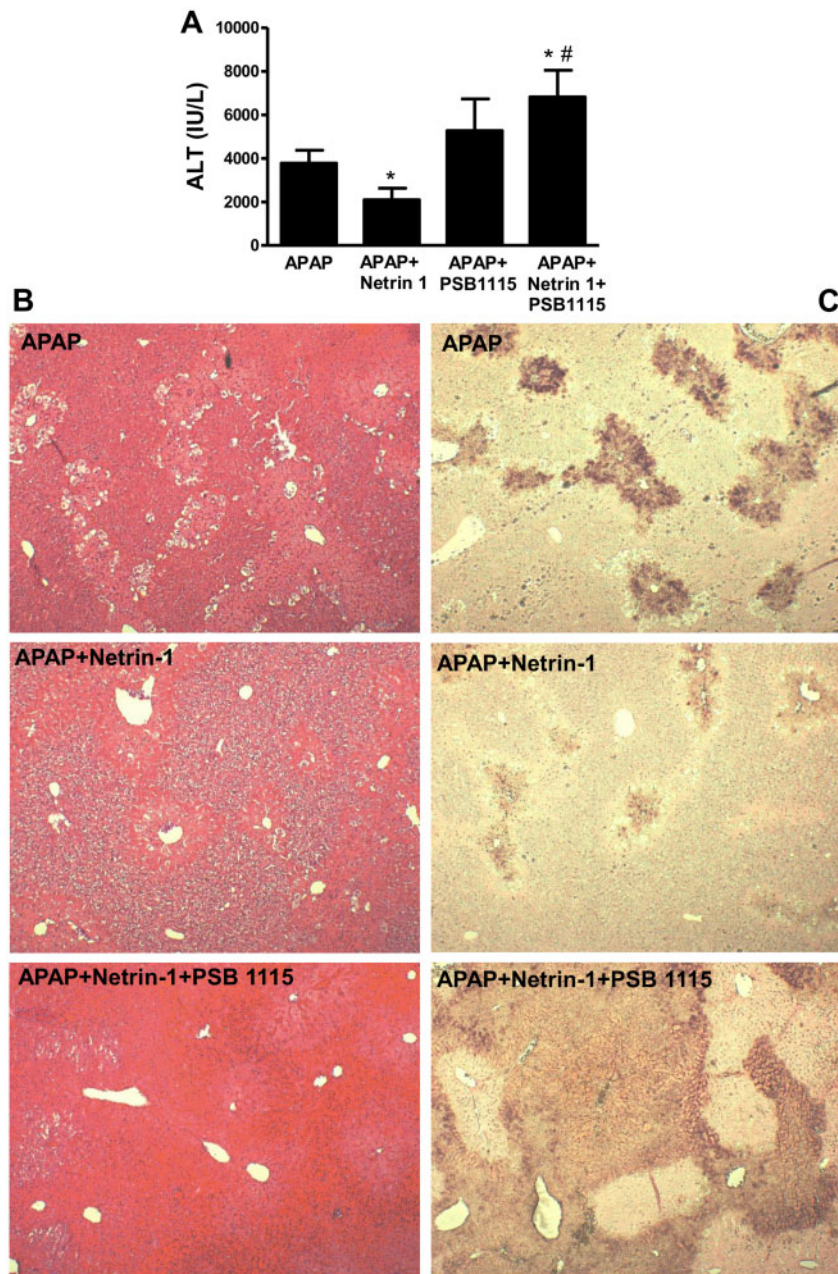 A
10000
8000
6000
4000
2000
0
ALT (IU/L)
*
* #
APAP
APAP+
Netrin 1
APAP+
PSB1115
APAP+
Netrin 1+
PSB1115
B
C
APAP
APAP
APAP+Netrin-1
APAP+Netrin-1
APAP+Netrin-1+PSB 1115
APAP+Netrin-1+PSB 1115